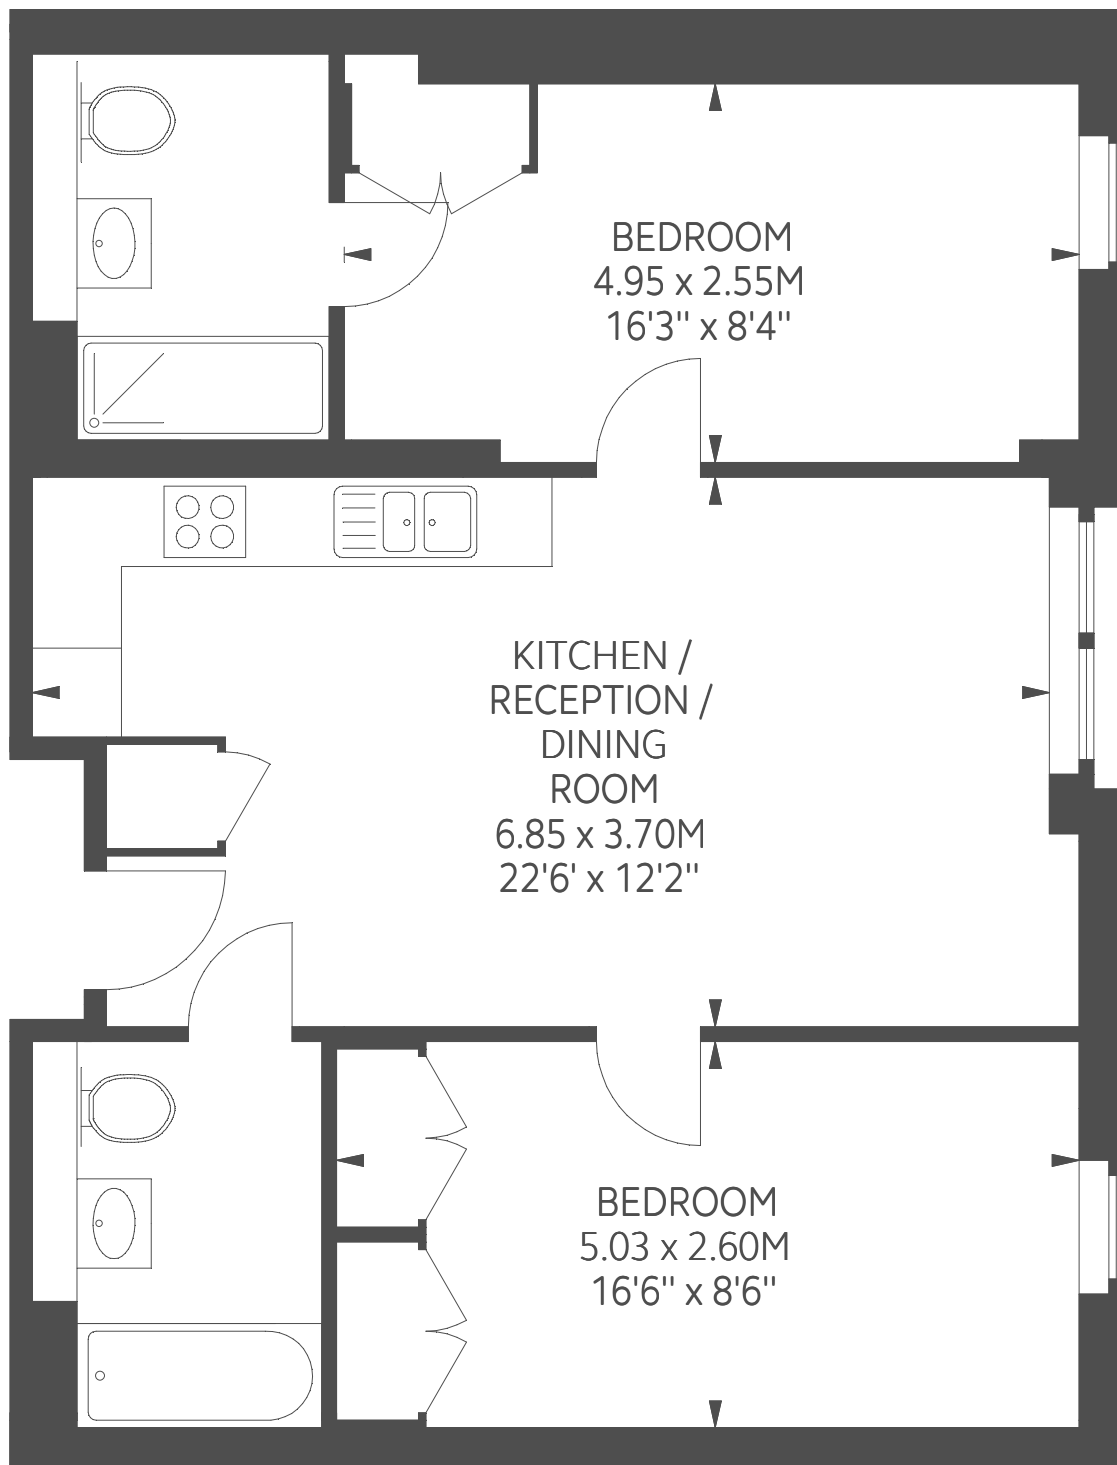 BEDROOM
4.95 x 2.55M
16'3" x 8'4"
KITCHEN /
RECEPTION /
DINING
ROOM
6.85 x 3.70M
22'6' x 12'2"
BEDROOM
5.03 x 2.60M
16'6" x 8'6"